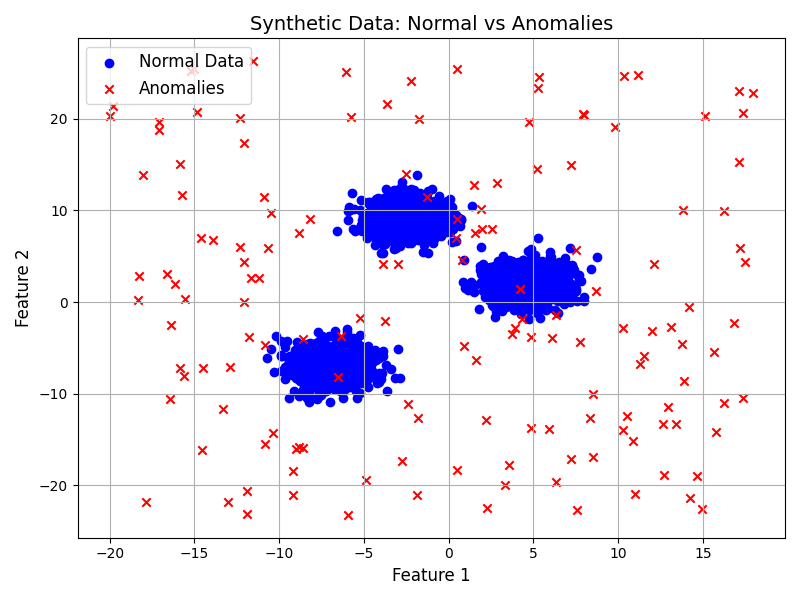 Synthetic Data: Normal vs Anomalies
Normal Data
Anomalies
20
10
0
−10
−20
Feature 2
−20 −15 −10 −5 0 5 10 15
Feature 1